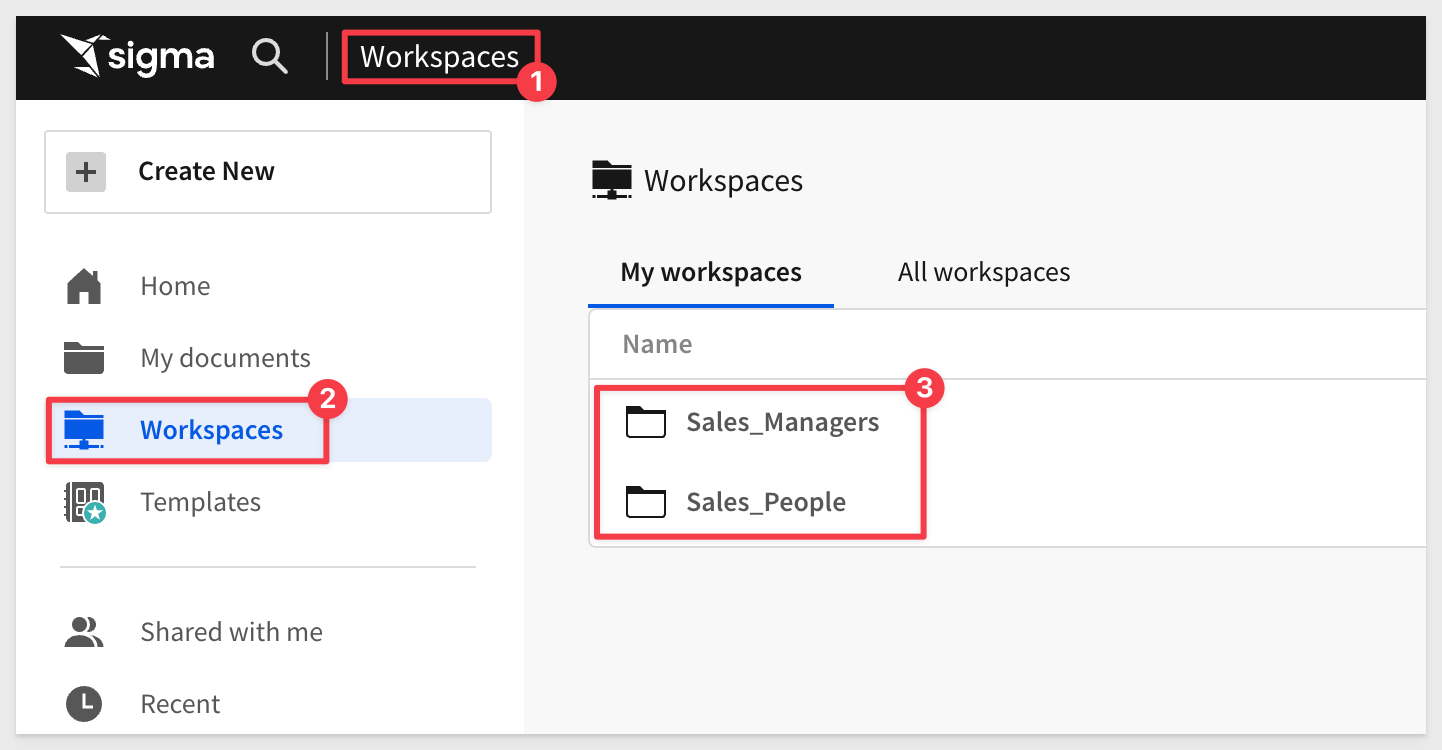 sigma
Workspaces
1
Create New
Home
My documents
2
Workspaces
Templates
Shared with me
Recent
Workspaces
My workspaces
All workspaces
Name
3
Sales_Managers
Sales_People